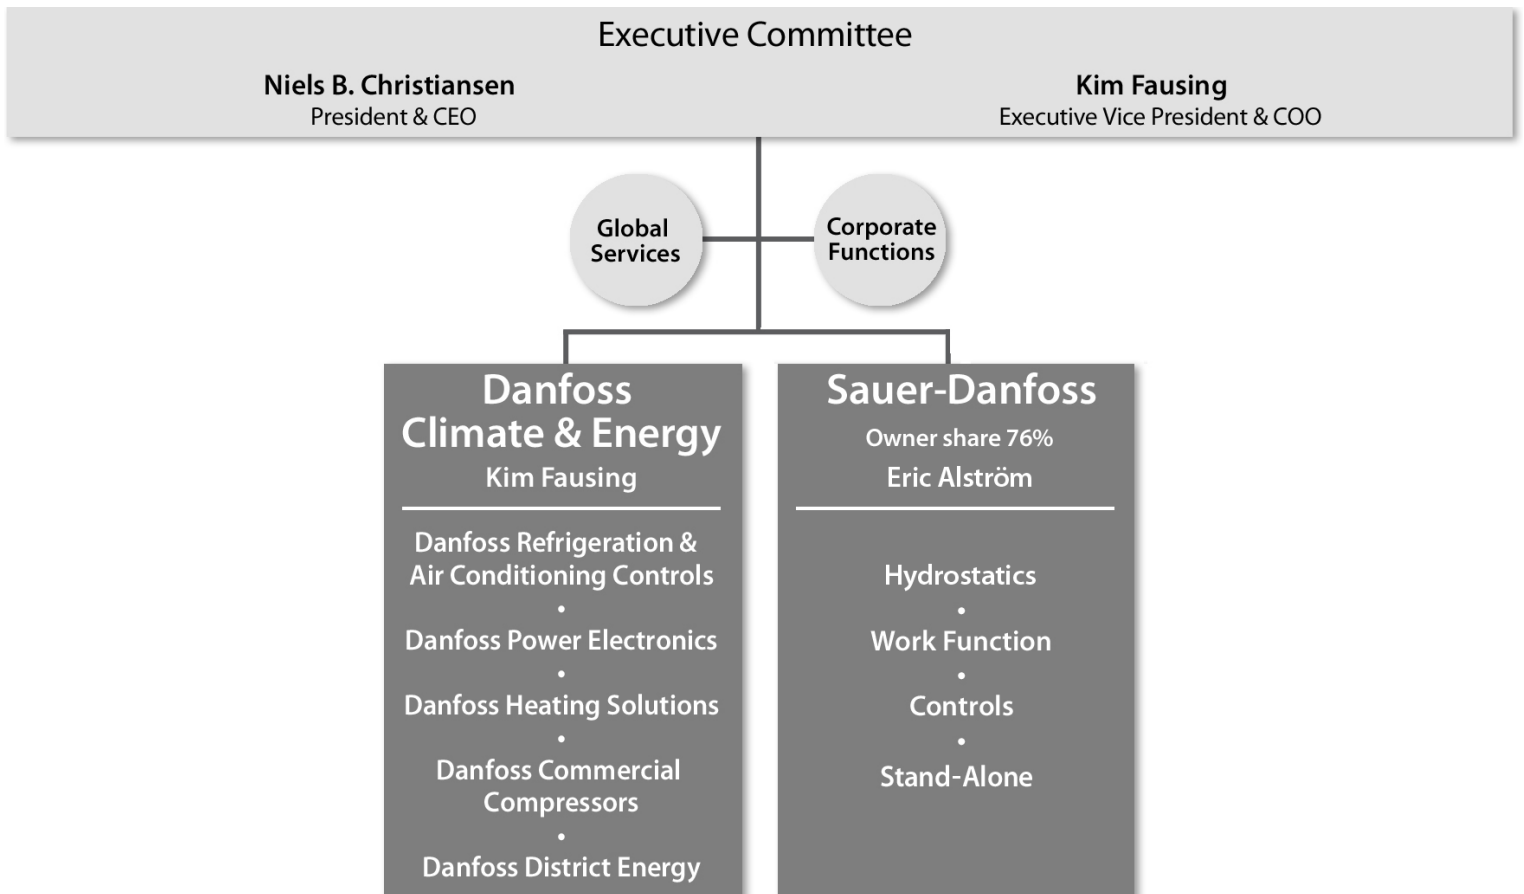 Executive Committee
Niels B. Christiansen
President & CEO
Kim Fausing
Executive Vice President & COO
Global
Services
Corporate
Functions
Danfoss
Climate & Energy
Kim Fausing
Danfoss Refrigeration &
Air Conditioning Controls
•
Danfoss Power Electronics
•
Danfoss Heating Solutions
•
Danfoss Commercial
Compressors
•
Danfoss District Energy
Sauer-Danfoss
Owner share 76%
Eric Alström
Hydrostatics
•
Work Function
•
Controls
•
Stand-Alone